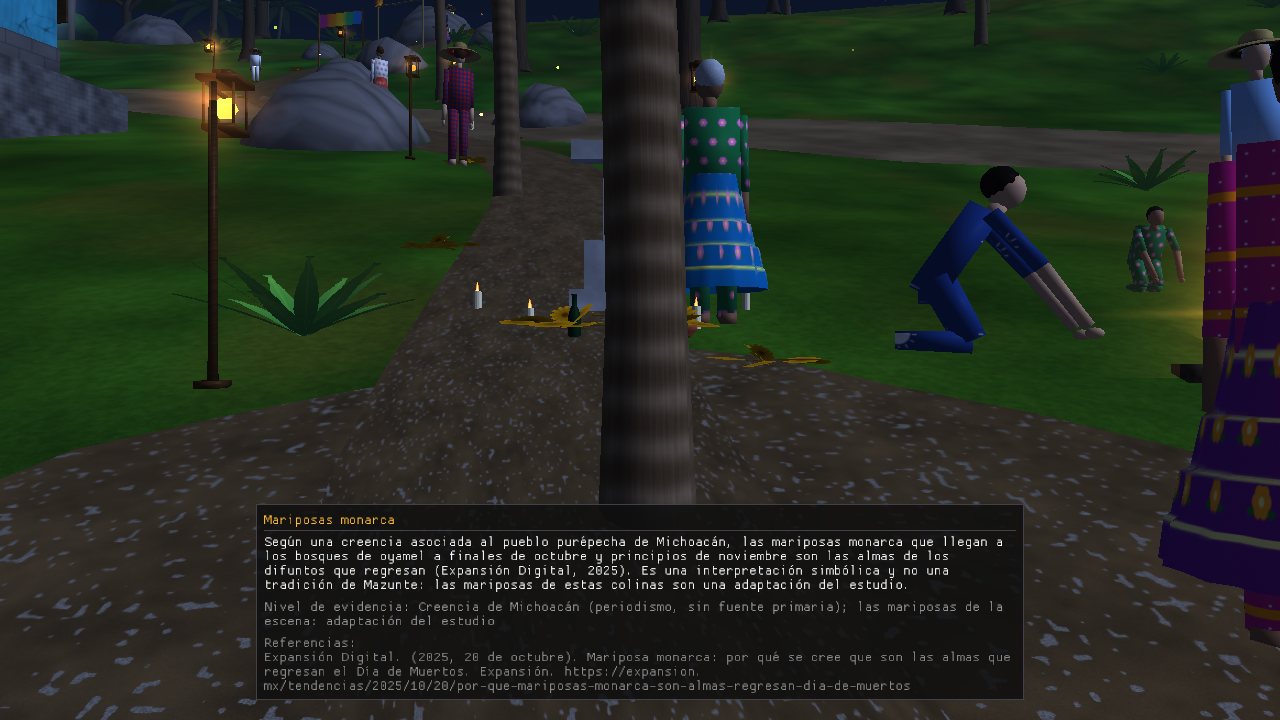 Mariposas monarca
Según una creencia asociada al pueblo purépecha de Michoacán, las mariposas monarca que llegan a
los bosques de oyamel a finales de octubre y principios de noviembre son las almas de los
difuntos que regresan (Expansión Digital, 2025). Es una interpretación simbólica y no una
tradición de Mazunte: las mariposas de estas colinas son una adaptación del estudio.
Nivel de evidencia: Creencia de Michoacán (periodismo, sin fuente primaria); las mariposas de la
escena: adaptación del estudio
Referencias:
Expansión Digital. (2025, 20 de octubre). Mariposa monarca: por qué se cree que son las almas que
regresan el Día de Muertos. Expansión. https://expansion.
mx/tendencias/2025/10/20/por-que-mariposas-monarca-son-almas-regresan-dia-de-muertos